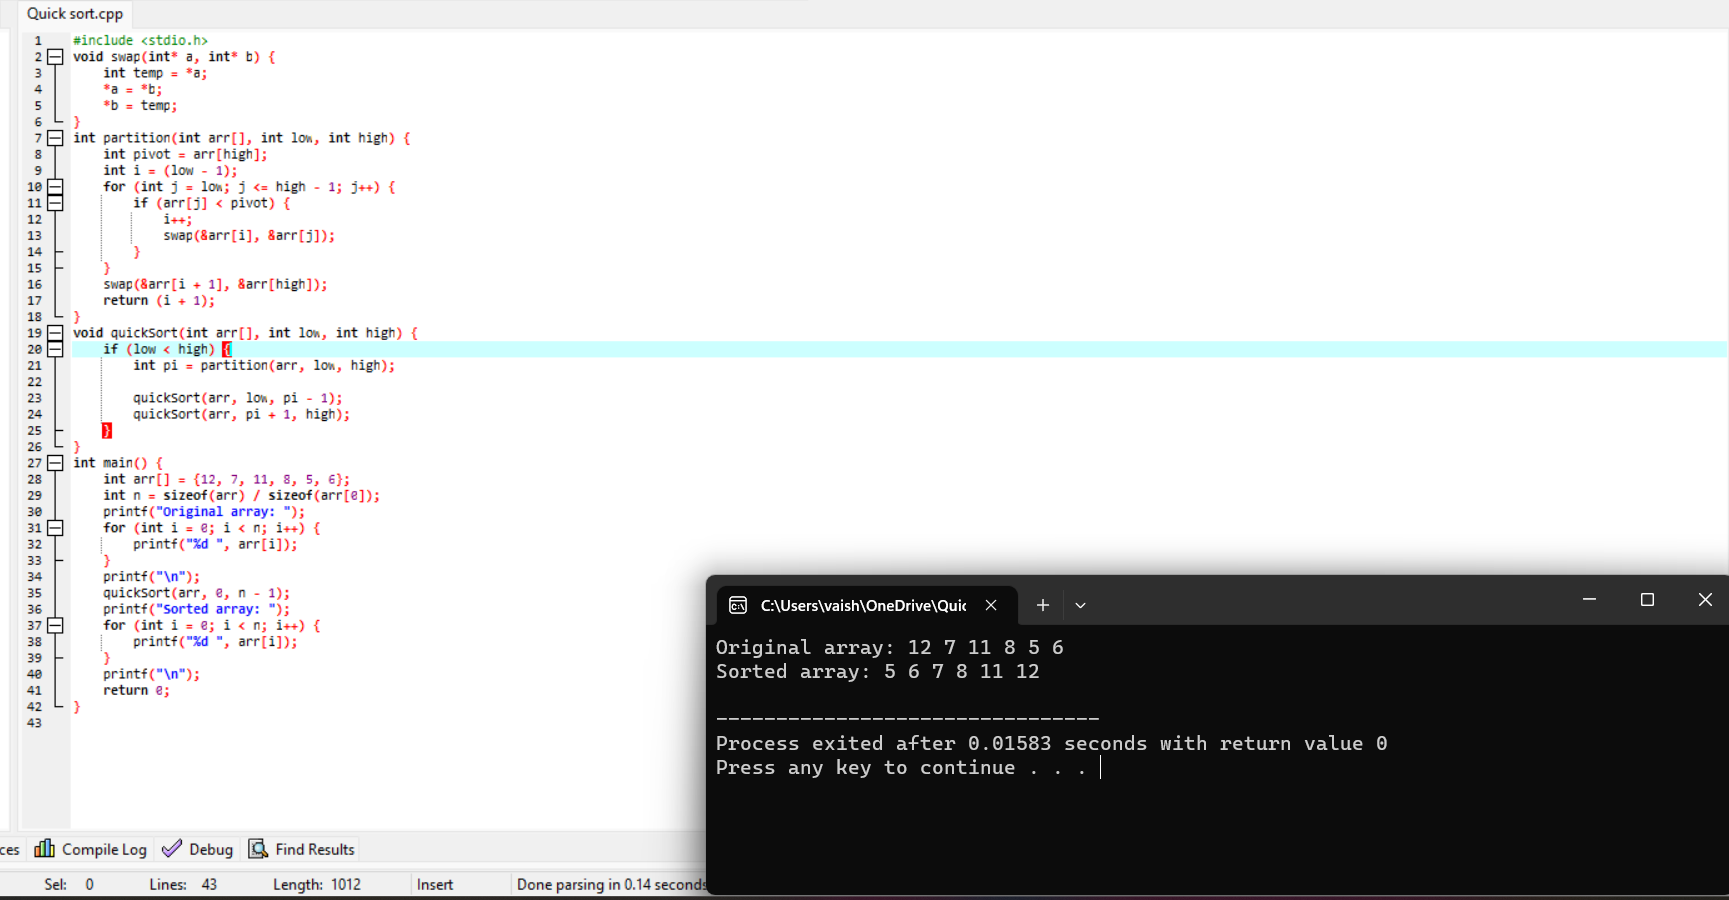 Quick sort.cpp
1 #include <stdio.h>
2 void swap(int* a, int* b) {
3     int temp = *a;
4     *a = *b;
5     *b = temp;
6 }
7 int partition(int arr[], int low, int high) {
8     int pivot = arr[high];
9     int i = (low - 1);
10     for (int j = low; j <= high - 1; j++) {
11         if (arr[j] < pivot) {
12             i++;
13             swap(&arr[i], &arr[j]);
14         }
15     }
16     swap(&arr[i + 1], &arr[high]);
17     return (i + 1);
18 }
19 void quickSort(int arr[], int low, int high) {
20     if (low < high) {
21         int pi = partition(arr, low, high);
22
23         quickSort(arr, low, pi - 1);
24         quickSort(arr, pi + 1, high);
25     }
26 }
27 int main() {
28     int arr[] = {12, 7, 11, 8, 5, 6};
29     int n = sizeof(arr) / sizeof(arr[0]);
30     printf("Original array: ");
31     for (int i = 0; i < n; i++) {
32         printf("%d ", arr[i]);
33     }
34     printf("\n");
35     quickSort(arr, 0, n - 1);
36     printf("Sorted array: ");
37     for (int i = 0; i < n; i++) {
38         printf("%d ", arr[i]);
39     }
40     printf("\n");
41     return 0;
42 }
43
C:\Users\vaish\OneDrive\Quic
Original array: 12 7 11 8 5 6
Sorted array: 5 6 7 8 11 12
--------------------------------
Process exited after 0.01583 seconds with return value 0
Press any key to continue . . .
ces Compile Log Debug Find Results
Sel: 0 Lines: 43 Length: 1012 Insert Done parsing in 0.14 seconds